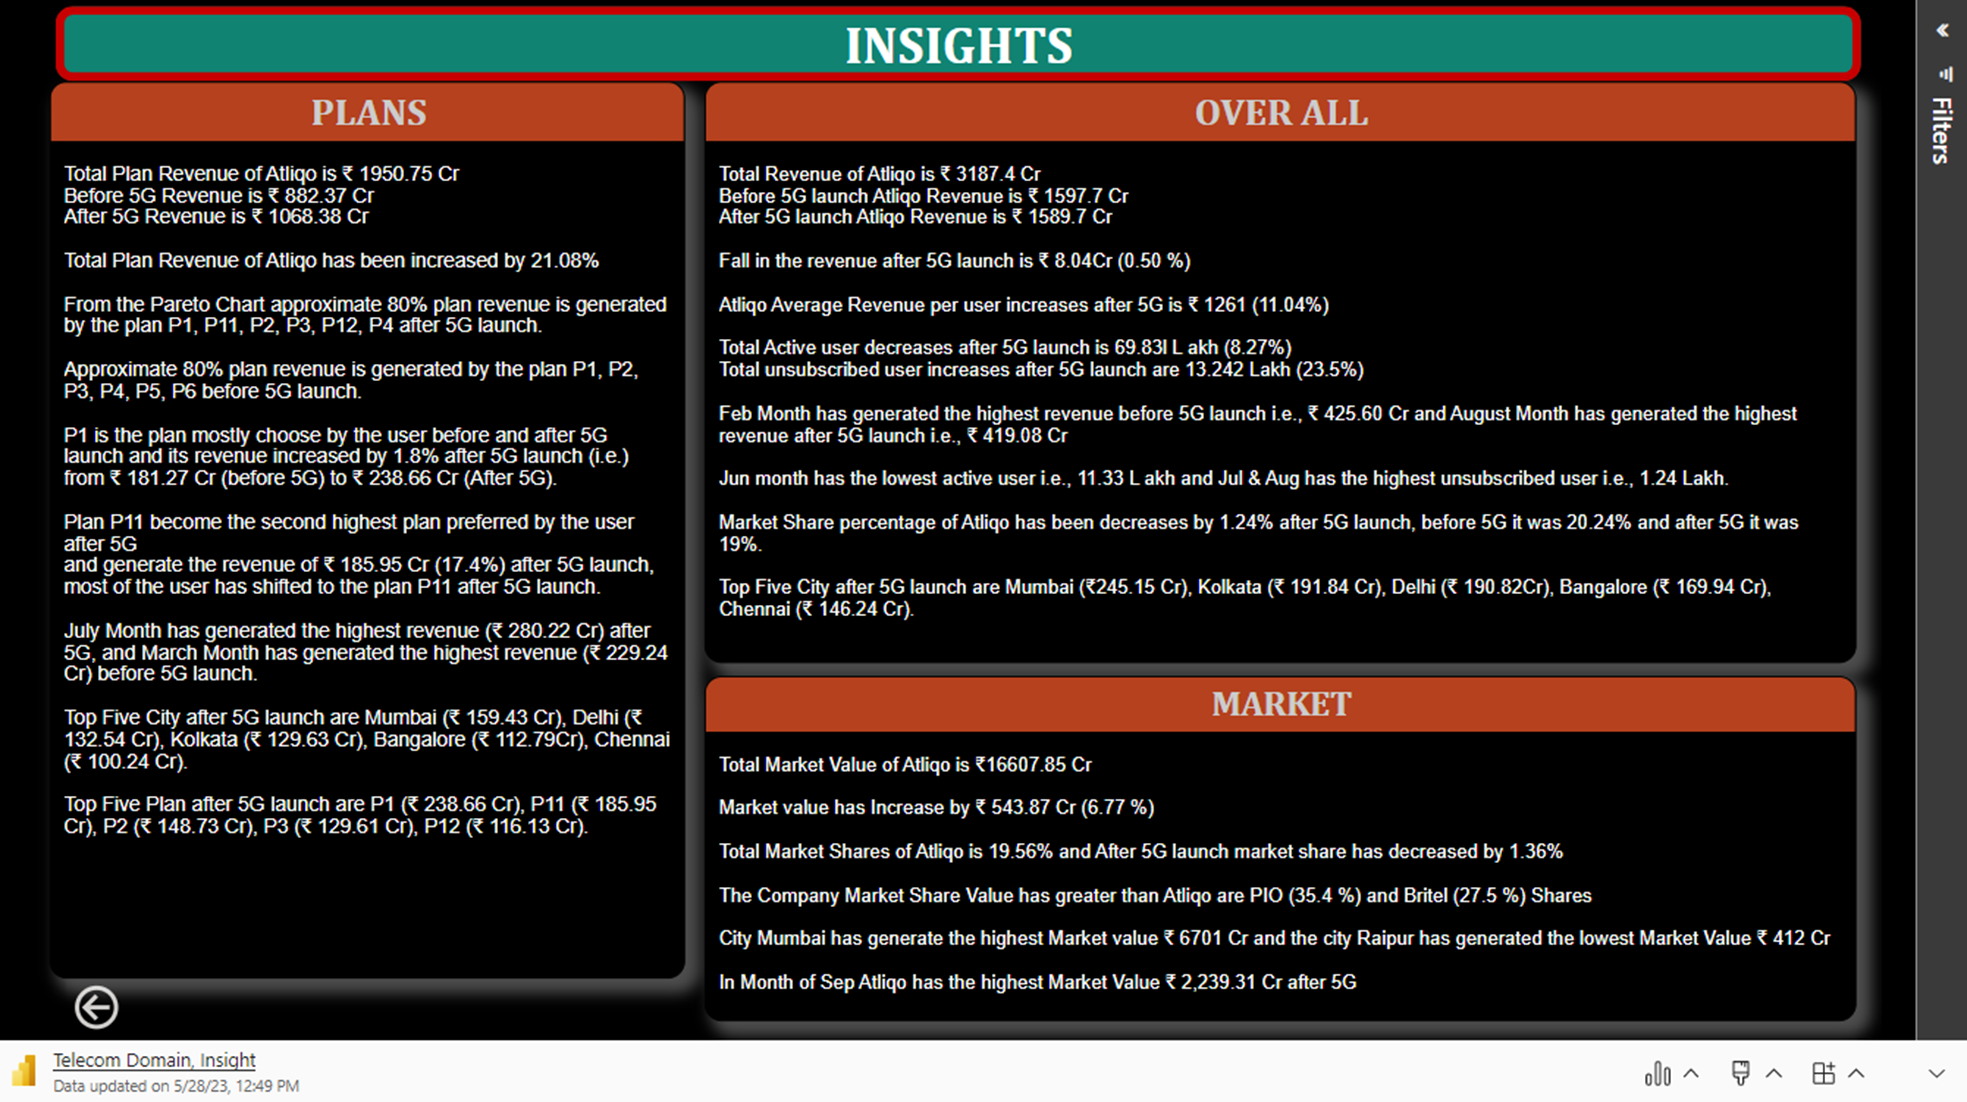 INSIGHTS
PLANS
Total Plan Revenue of Atliqo is ₹ 1950.75 Cr
Before 5G Revenue is ₹ 882.37 Cr
After 5G Revenue is ₹ 1068.38 Cr
Total Plan Revenue of Atliqo has been increased by 21.08%
From the Pareto Chart approximate 80% plan revenue is generated
by the plan P1, P11, P2, P3, P12, P4 after 5G launch.
Approximate 80% plan revenue is generated by the plan P1, P2,
P3, P4, P5, P6 before 5G launch.
P1 is the plan mostly choose by the user before and after 5G
launch and its revenue increased by 1.8% after 5G launch (i.e.)
from ₹ 181.27 Cr (before 5G) to ₹ 238.66 Cr (After 5G).
Plan P11 become the second highest plan preferred by the user
after 5G
and generate the revenue of ₹ 185.95 Cr (17.4%) after 5G launch,
most of the user has shifted to the plan P11 after 5G launch.
July Month has generated the highest revenue (₹ 280.22 Cr) after
5G, and March Month has generated the highest revenue (₹ 229.24
Cr) before 5G launch.
Top Five City after 5G launch are Mumbai (₹ 159.43 Cr), Delhi (₹
132.54 Cr), Kolkata (₹ 129.63 Cr), Bangalore (₹ 112.79Cr), Chennai
(₹ 100.24 Cr).
Top Five Plan after 5G launch are P1 (₹ 238.66 Cr), P11 (₹ 185.95
Cr), P2 (₹ 148.73 Cr), P3 (₹ 129.61 Cr), P12 (₹ 116.13 Cr).
OVER ALL
Total Revenue of Atliqo is ₹ 3187.4 Cr
Before 5G launch Atliqo Revenue is ₹ 1597.7 Cr
After 5G launch Atliqo Revenue is ₹ 1589.7 Cr
Fall in the revenue after 5G launch is ₹ 8.04Cr (0.50 %)
Atliqo Average Revenue per user increases after 5G is ₹ 1261 (11.04%)
Total Active user decreases after 5G launch is 69.83l L akh (8.27%)
Total unsubscribed user increases after 5G launch are 13.242 Lakh (23.5%)
Feb Month has generated the highest revenue before 5G launch i.e., ₹ 425.60 Cr and August Month has generated the highest
revenue after 5G launch i.e., ₹ 419.08 Cr
Jun month has the lowest active user i.e., 11.33 L akh and Jul & Aug has the highest unsubscribed user i.e., 1.24 Lakh.
Market Share percentage of Atliqo has been decreases by 1.24% after 5G launch, before 5G it was 20.24% and after 5G it was
19%.
Top Five City after 5G launch are Mumbai (₹245.15 Cr), Kolkata (₹ 191.84 Cr), Delhi (₹ 190.82Cr), Bangalore (₹ 169.94 Cr),
Chennai (₹ 146.24 Cr).
MARKET
Total Market Value of Atliqo is ₹16607.85 Cr
Market value has Increase by ₹ 543.87 Cr (6.77 %)
Total Market Shares of Atliqo is 19.56% and After 5G launch market share has decreased by 1.36%
The Company Market Share Value has greater than Atliqo are PIO (35.4 %) and Britel (27.5 %) Shares
City Mumbai has generate the highest Market value ₹ 6701 Cr and the city Raipur has generated the lowest Market Value ₹ 412 Cr
In Month of Sep Atliqo has the highest Market Value ₹ 2,239.31 Cr after 5G
Filters
Telecom Domain, Insight
Data updated on 5/28/23, 12:49 PM